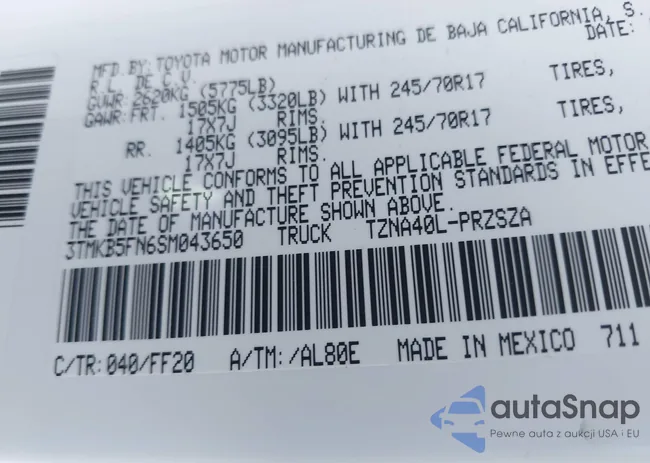 MFD.BY: TOYOTA MOTOR MANUFACTURING DE BAJA CALIFORNIA, S.
R.L. DE C.V. DATE:
GVWR: 2620KG (5775LB)
GAWR: FRT. 1505KG (3320LB) WITH 245/70R17 TIRES,
17X7J RIMS.
RR. 1405KG (3095LB) WITH 245/70R17 TIRES,
17X7J RIMS.
THIS VEHICLE CONFORMS TO ALL APPLICABLE FEDERAL MOTOR
VEHICLE SAFETY AND THEFT PREVENTION STANDARDS IN EFFE
THE DATE OF MANUFACTURE SHOWN ABOVE.
3TMKB5FN6SM043650 TRUCK TZNA40L-PRZSZA
C/TR:040/FF20 A/TM:/AL80E MADE IN MEXICO 711
autaSnap
Pewne auta z aukcji USA i EU